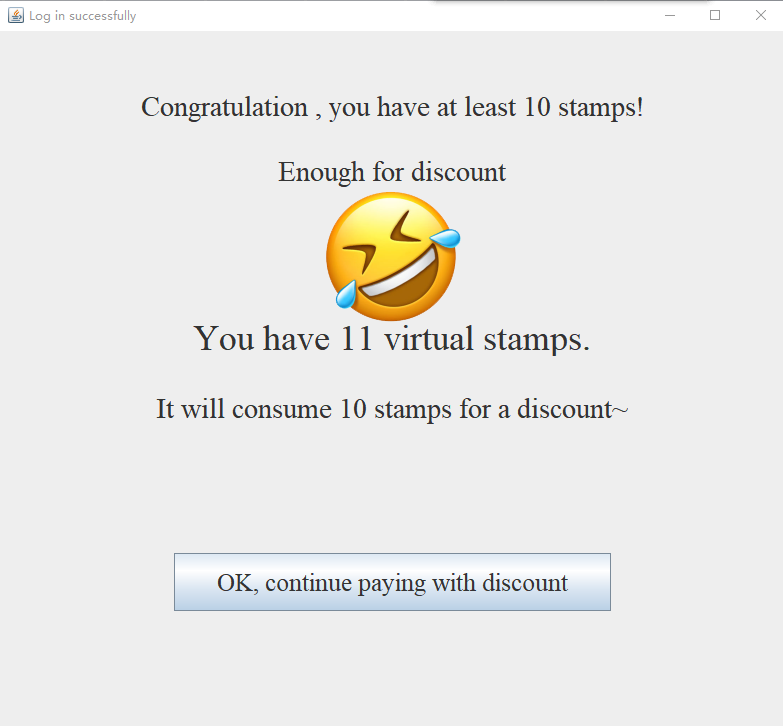 Log in successfully
Congratulation , you have at least 10 stamps!
Enough for discount
You have 11 virtual stamps.
It will consume 10 stamps for a discount~
OK, continue paying with discount